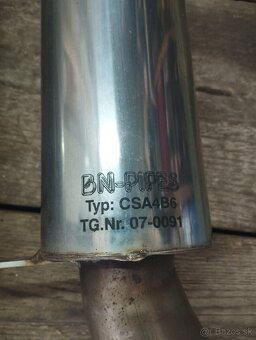 BN-PIPES
Typ: CSA4B6
TG.Nr. 07-0091
Bazos.sk